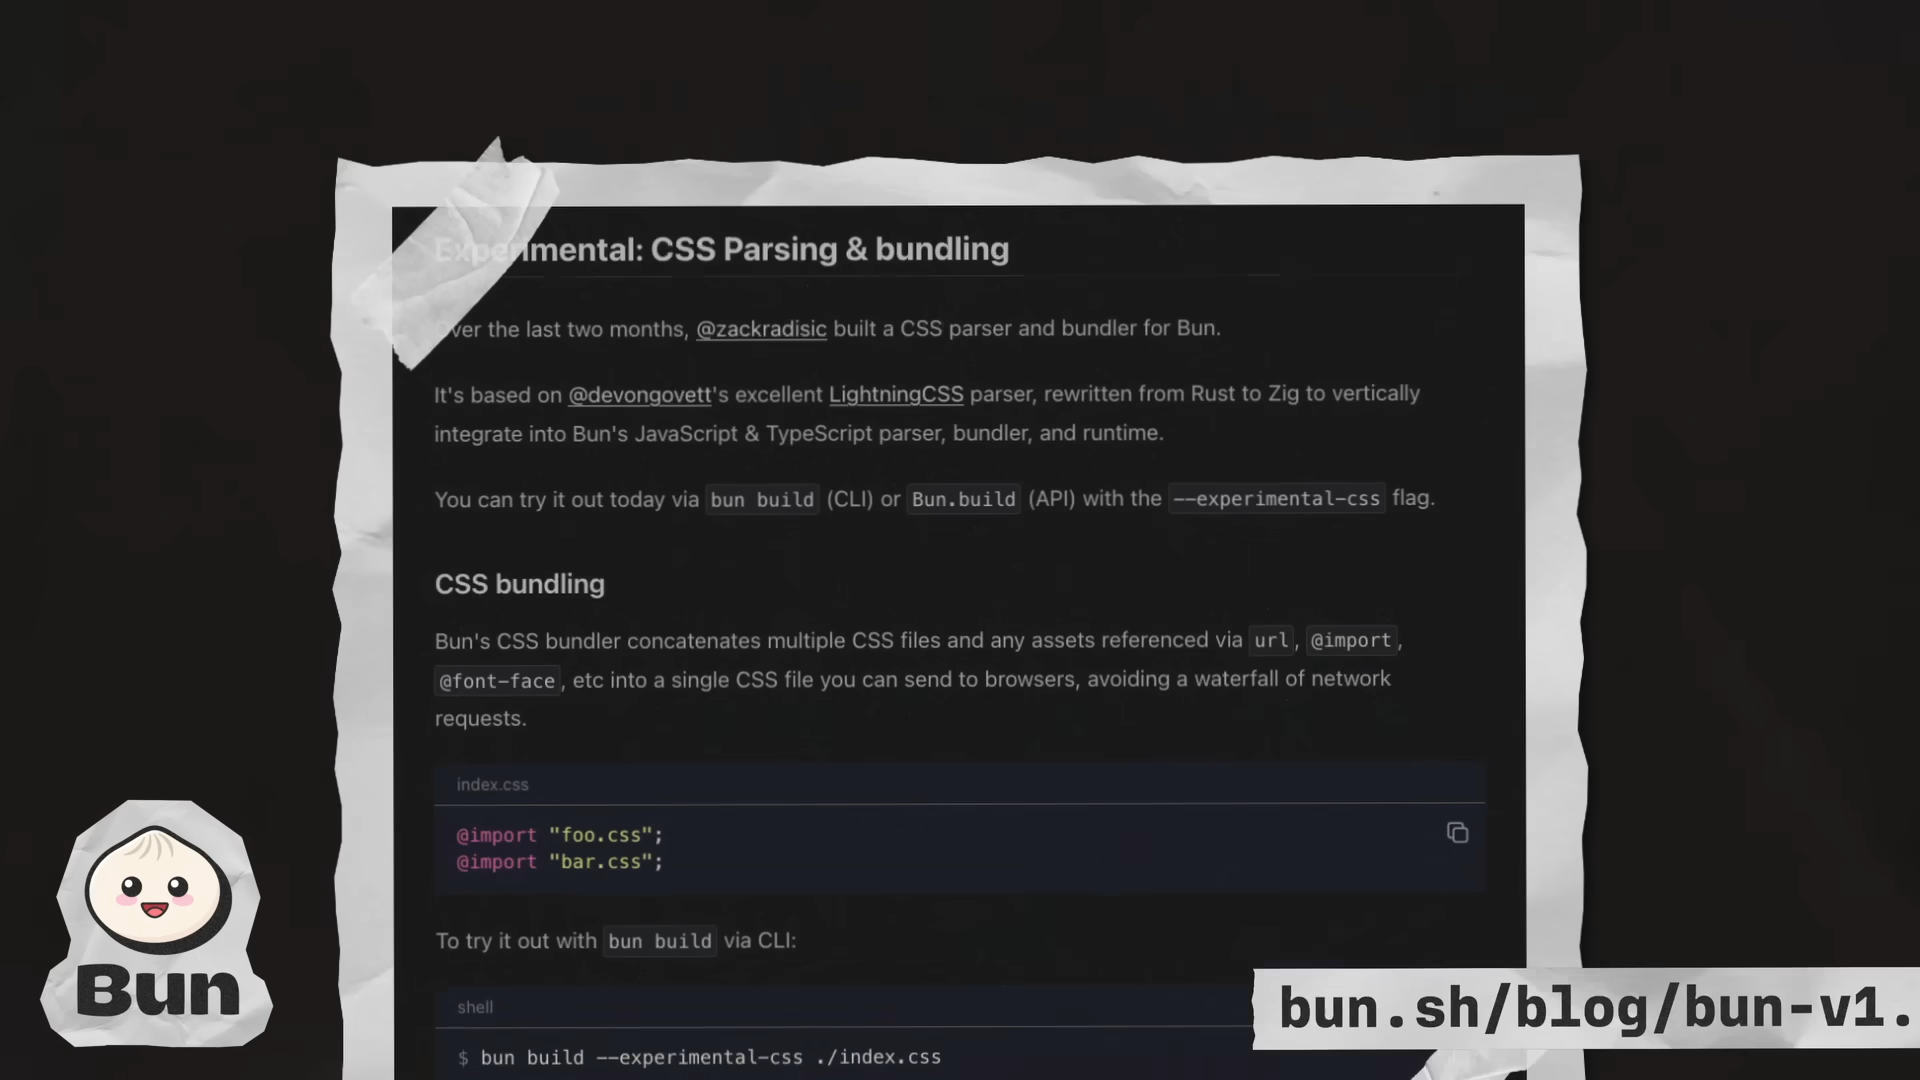 Experimental: CSS Parsing & bundling
Over the last two months, @zackradisic built a CSS parser and bundler for Bun.
It's based on @devongovett's excellent LightningCSS parser, rewritten from Rust to Zig to vertically
integrate into Bun's JavaScript & TypeScript parser, bundler, and runtime.
You can try it out today via bun build (CLI) or Bun.build (API) with the --experimental-css flag.
CSS bundling
Bun's CSS bundler concatenates multiple CSS files and any assets referenced via url, @import,
@font-face, etc into a single CSS file you can send to browsers, avoiding a waterfall of network
requests.
index.css
@import "foo.css";
@import "bar.css";
To try it out with bun build via CLI:
shell
$ bun build --experimental-css ./index.css
Bun
bun.sh/blog/bun-v1.